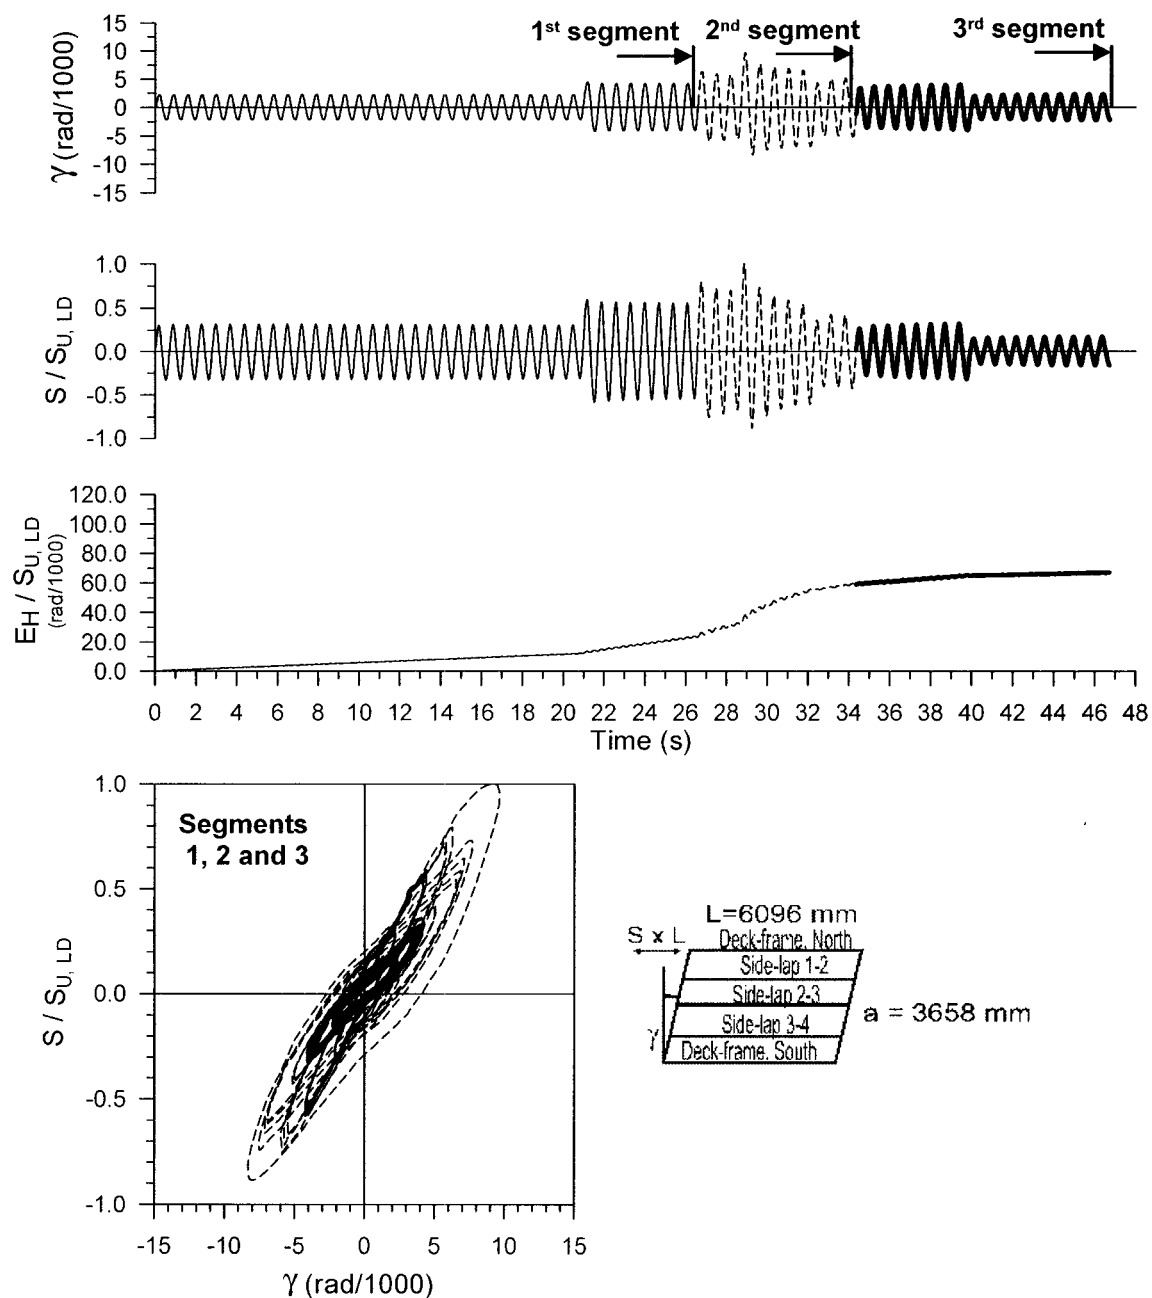 1st segment
2nd segment
3rd segment
γ (rad/1000)
15
10
5
0
-5
-10
-15
S / SU, LD
1.0
0.5
0.0
-0.5
-1.0
EH / SU, LD
(rad/1000)
120.0
100.0
80.0
60.0
40.0
20.0
0.0
0 2 4 6 8 10 12 14 16 18 20 22 24 26 28 30 32 34 36 38 40 42 44 46 48
Time (s)
S / SU, LD
1.0
0.5
0.0
-0.5
-1.0
Segments
1, 2 and 3
-15 -10 -5 0 5 10 15
γ (rad/1000)
L=6096 mm
S x L
Deck-frame. North
Side-lap 1-2
Side-lap 2-3
Side-lap 3-4
Deck-frame. South
γ
a = 3658 mm